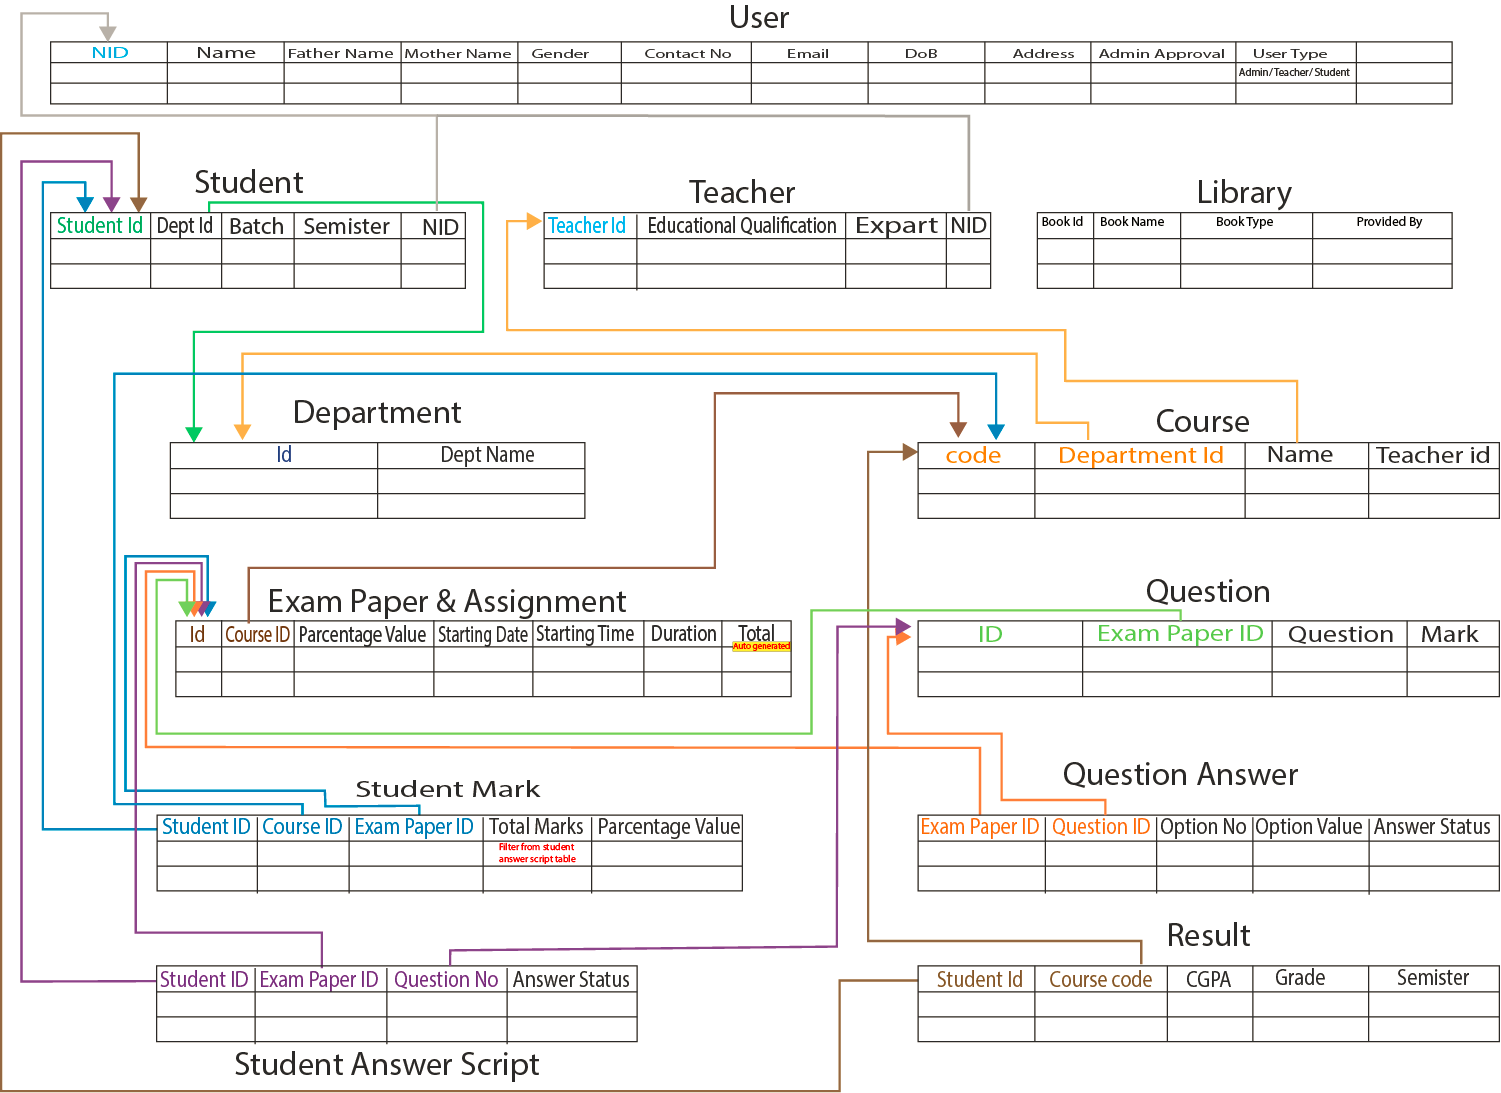 User
NID Name Father Name Mother Name Gender Contact No Email DoB Address Admin Approval User Type
Admin/Teacher/Student
Student
Student Id Dept Id Batch Semister NID
Teacher
Teacher Id Educational Qualification Expart NID
Library
Book Id Book Name Book Type Provided By
Department
Id Dept Name
Course
code Department Id Name Teacher id
Exam Paper & Assignment
Id Course ID Parcentage Value Starting Date Starting Time Duration Total
Auto generated
Question
ID Exam Paper ID Question Mark
Student Mark
Student ID Course ID Exam Paper ID Total Marks Parcentage Value
Filter from student
answer script table
Question Answer
Exam Paper ID Question ID Option No Option Value Answer Status
Student ID Exam Paper ID Question No Answer Status
Student Answer Script
Result
Student Id Course code CGPA Grade Semister